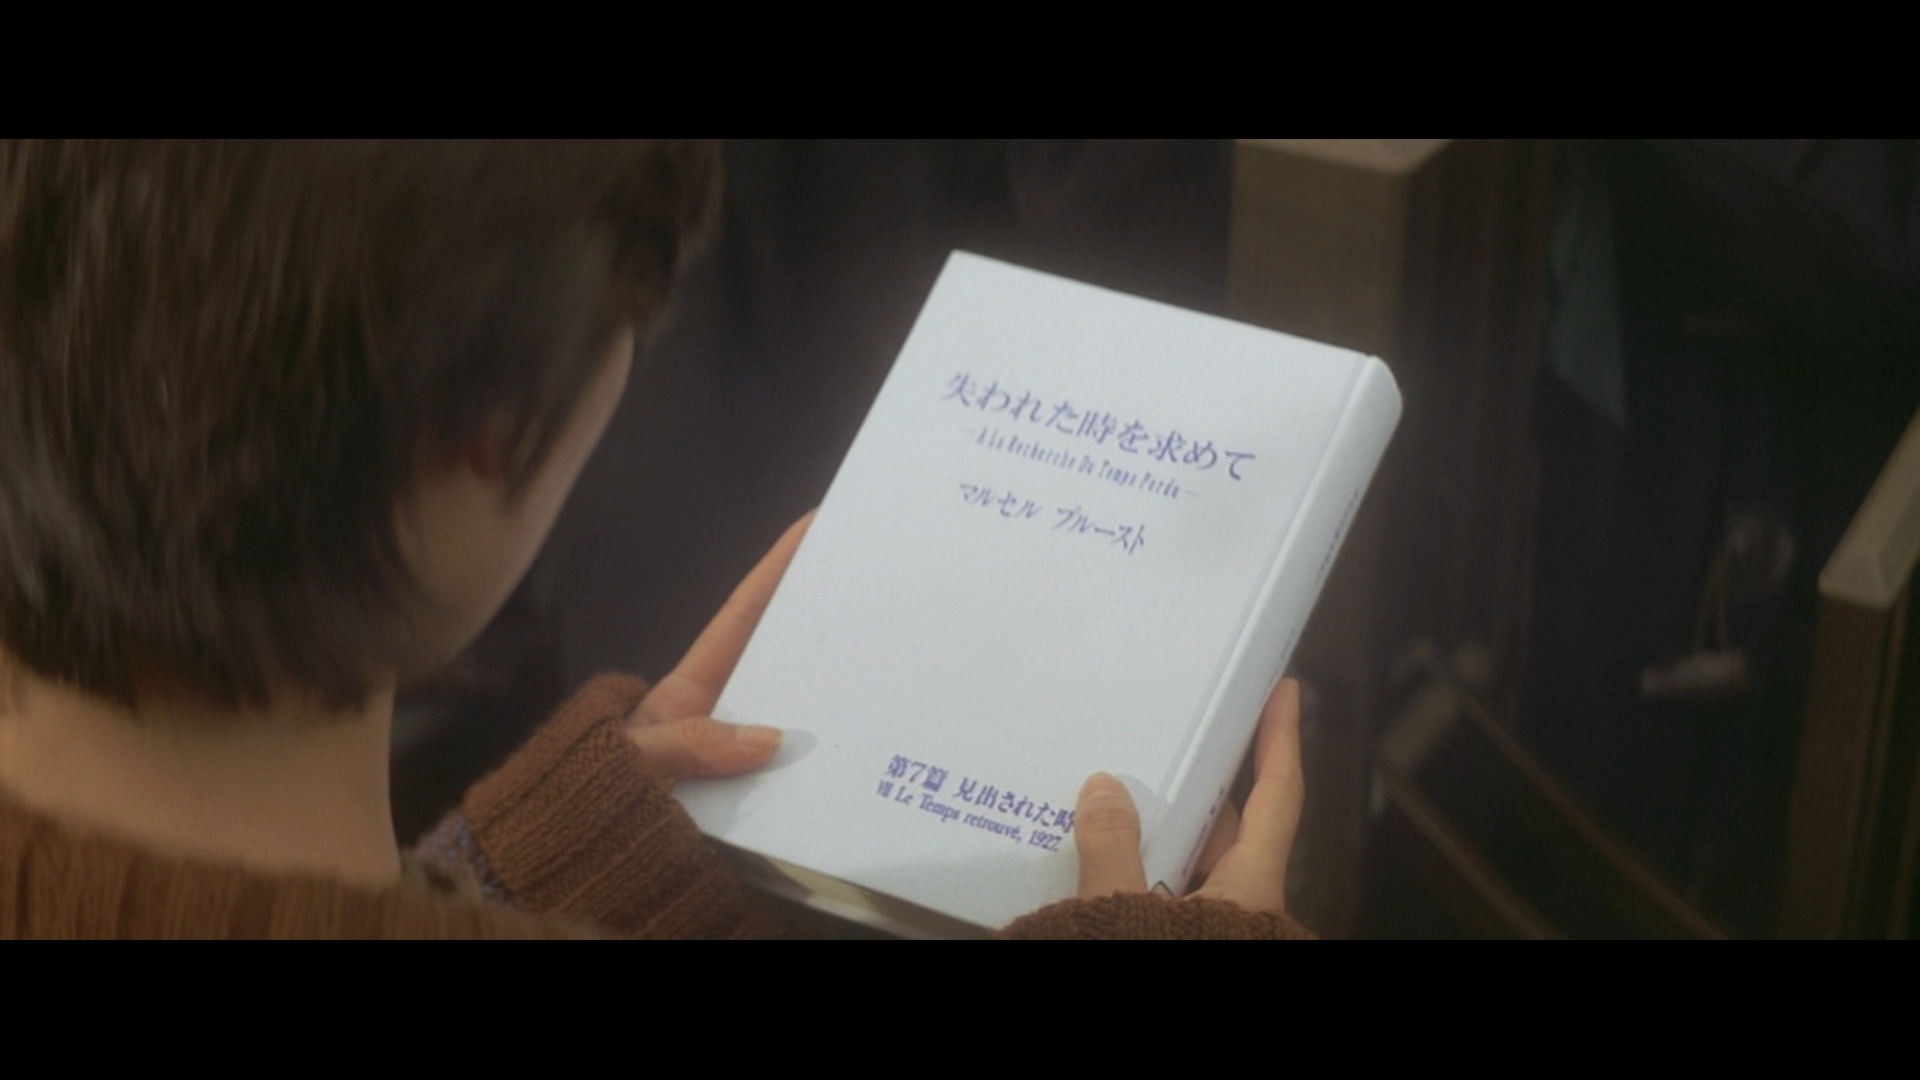 失われた時を求めて
—A La Recherche Du Temps Perdu—
マルセル プルースト
第7篇 見出された時
VII Le Temps retrouvé, 1927.